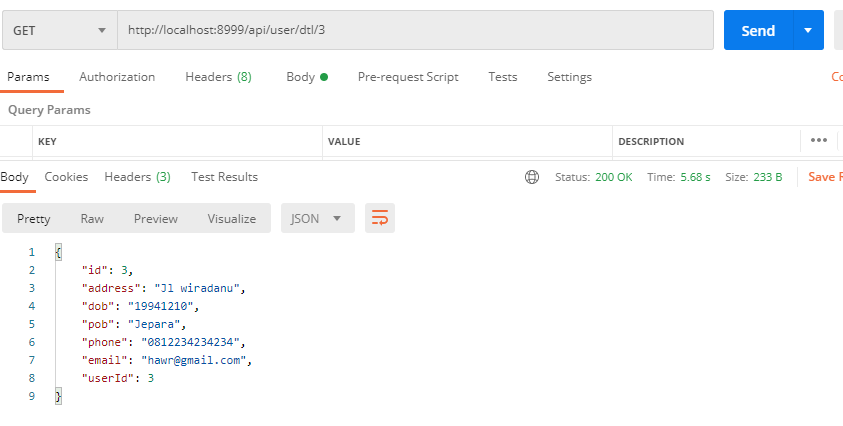 GET http://localhost:8999/api/user/dtl/3 Send
Params Authorization Headers (8) Body Pre-request Script Tests Settings Co
Query Params
KEY VALUE DESCRIPTION
Body Cookies Headers (3) Test Results Status: 200 OK Time: 5.68 s Size: 233 B Save
Pretty Raw Preview Visualize JSON
1 {
2 "id": 3,
3 "address": "Jl wiradanu",
4 "dob": "19941210",
5 "pob": "Jepara",
6 "phone": "0812234234234",
7 "email": "hawr@gmail.com",
8 "userId": 3
9 }